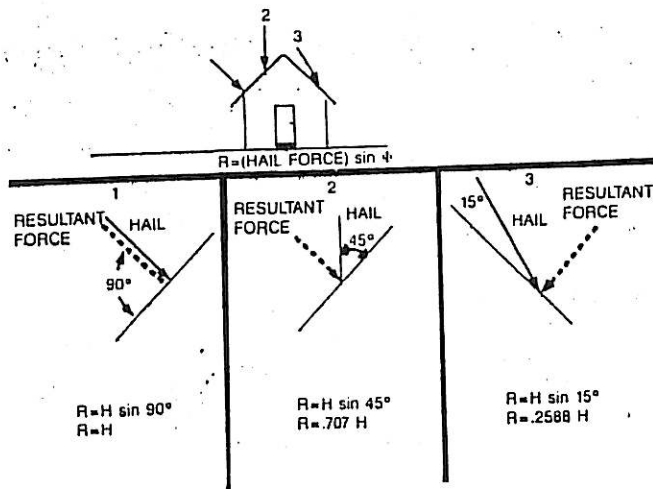 2
3
R=(HAIL FORCE) sin
1
RESULTANT
FORCE
HAIL
90°
R=H sin 90°
R=H
2
RESULTANT
FORCE
HAIL
45°
R=H sin 45°
R=.707 H
3
15°
HAIL
RESULTANT
FORCE
R=H sin 15°
R=.2588 H